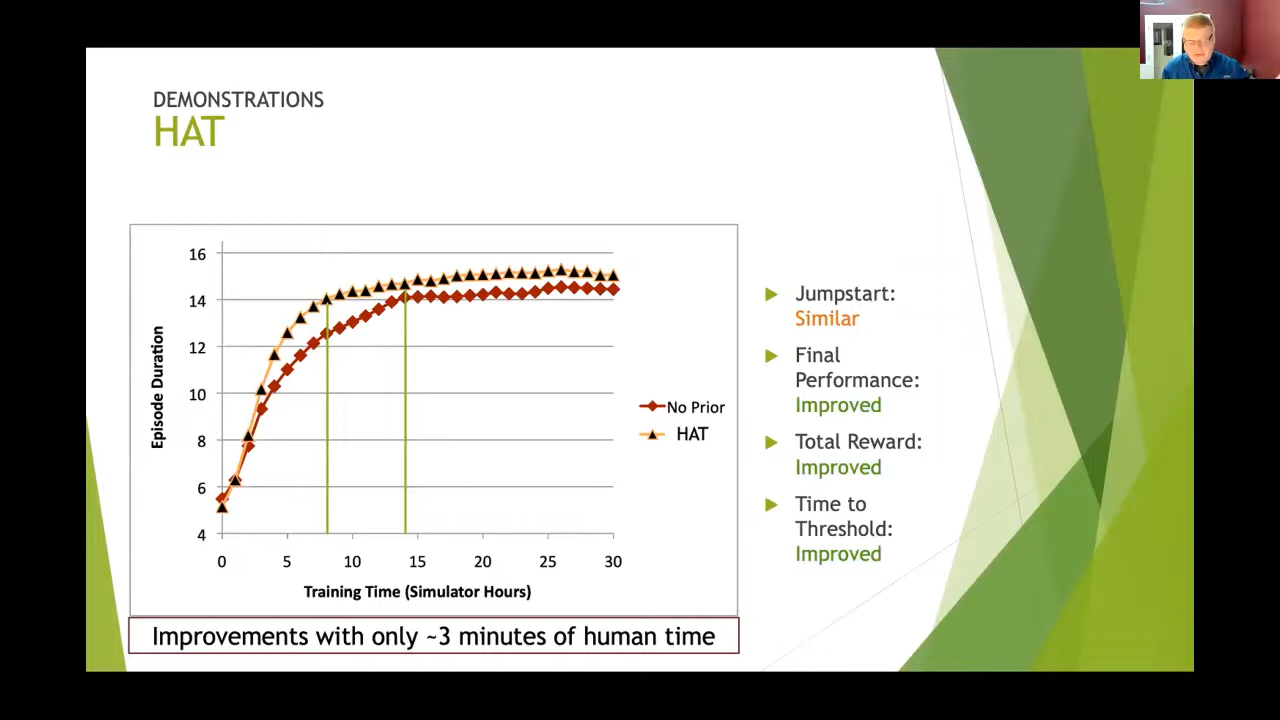 DEMONSTRATIONS
HAT
16
14
12
10
8
6
4
0 5 10 15 20 25 30
Episode Duration
Training Time (Simulator Hours)
No Prior
HAT
Improvements with only ~3 minutes of human time
Jumpstart:
Similar
Final
Performance:
Improved
Total Reward:
Improved
Time to
Threshold:
Improved